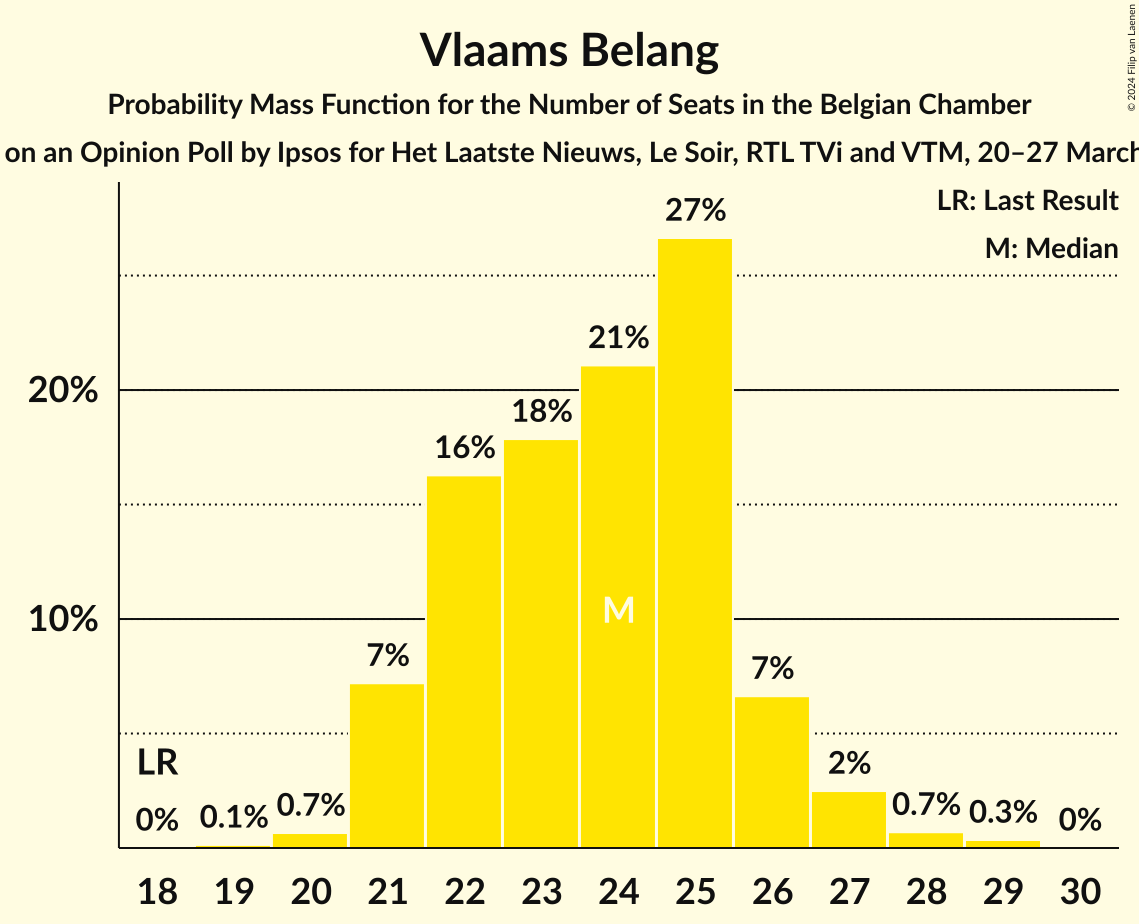 © 2024 Filip van Laenen
Vlaams Belang
Probability Mass Function for the Number of Seats in the Belgian Chamber
on an Opinion Poll by Ipsos for Het Laatste Nieuws, Le Soir, RTL TVi and VTM, 20–27 March
LR: Last Result
M: Median
27%
21%
20%
18%
16%
M
10%
7%
7%
LR
2%
0%
0.1%
0.7%
0.7%
0.3%
0%
18 19 20 21 22 23 24 25 26 27 28 29 30